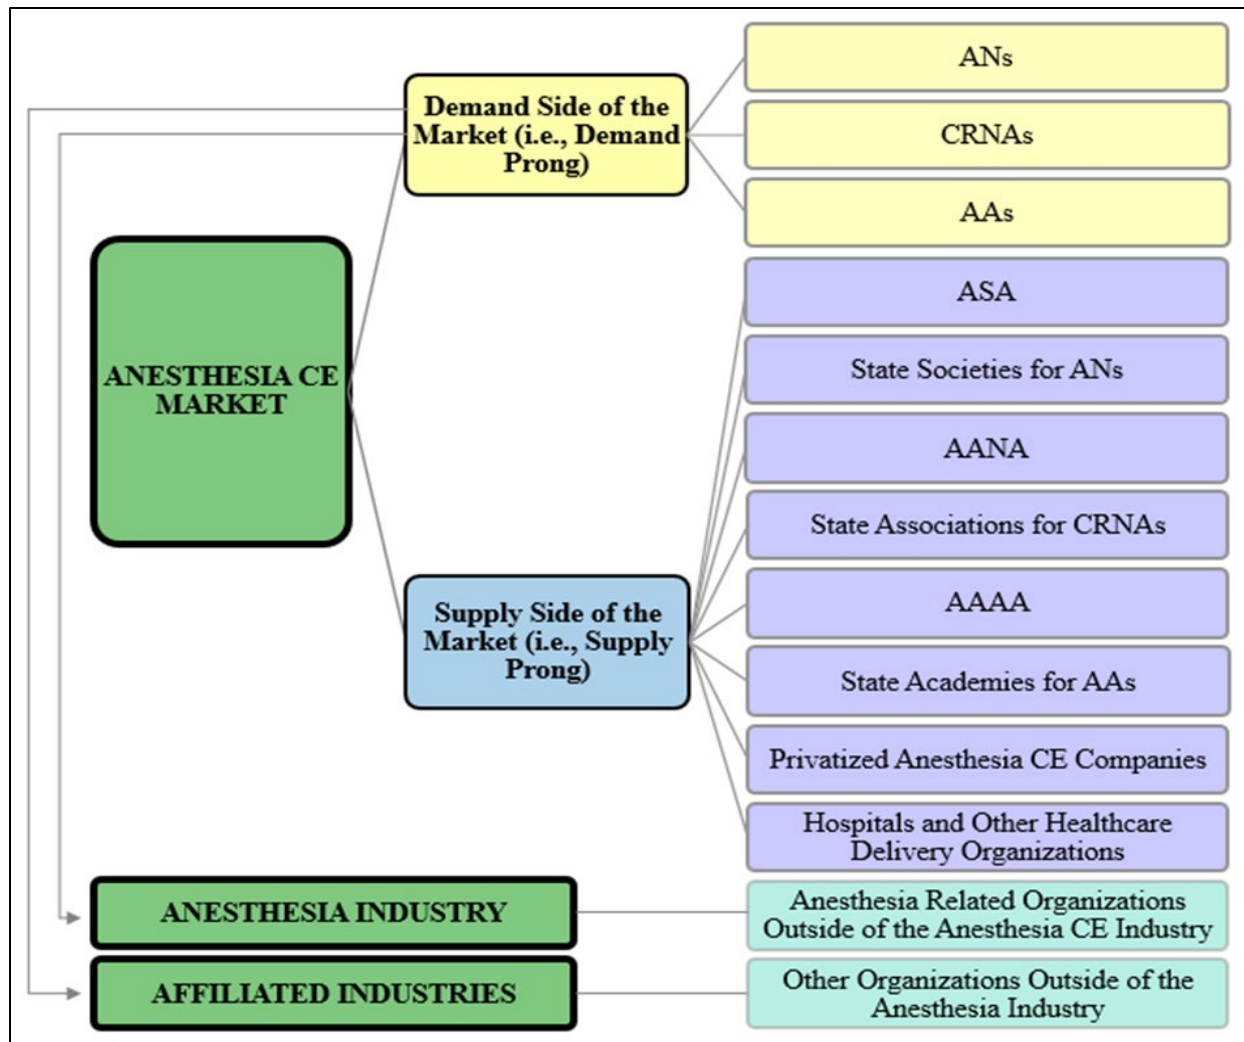 Demand Side of the
Market (i.e., Demand
Prong)
ANs
CRNAs
AAs
ANESTHESIA CE
MARKET
ASA
State Societies for ANs
AANA
State Associations for CRNAs
AAAA
State Academies for AAs
Privatized Anesthesia CE Companies
Hospitals and Other Healthcare
Delivery Organizations
Supply Side of the
Market (i.e., Supply
Prong)
ANESTHESIA INDUSTRY
Anesthesia Related Organizations
Outside of the Anesthesia CE Industry
AFFILIATED INDUSTRIES
Other Organizations Outside of the
Anesthesia Industry